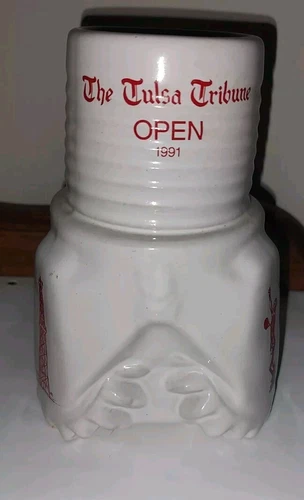 The Tulsa Tribune
OPEN
1991